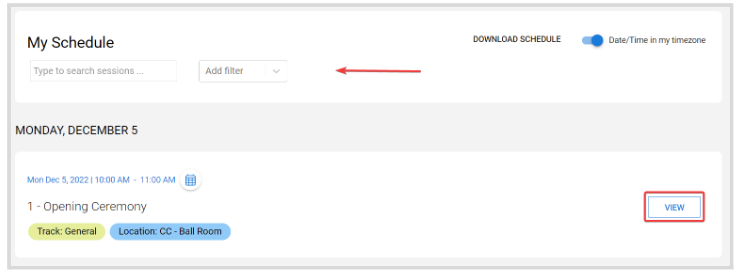 My Schedule
DOWNLOAD SCHEDULE
Date/Time in my timezone
Type to search sessions ...
Add filter
MONDAY, DECEMBER 5
Mon Dec 5, 2022 | 10:00 AM - 11:00 AM
1 - Opening Ceremony
VIEW
Track: General
Location: CC - Ball Room